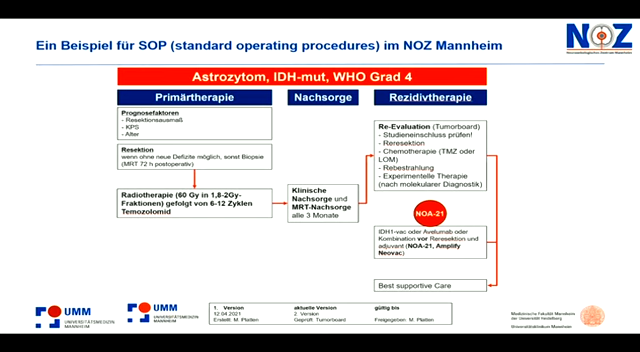 Ein Beispiel für SOP (standard operating procedures) im NOZ Mannheim
NOZ
Astrozytom, IDH-mut, WHO Grad 4
Primärtherapie
Nachsorge
Rezidivtherapie
Prognosefaktoren
- Resektionsausmaß
- KPS
- Alter
Resektion
wenn ohne neue Defizite möglich, sonst Biopsie
(MRT 72 h postoperativ)
Radiotherapie (60 Gy in 1,8-2Gy-
Fraktionen) gefolgt von 6-12 Zyklen
Temozolomid
Klinische
Nachsorge und
MRT-Nachsorge
alle 3 Monate
Re-Evaluation (Tumorboard)
- Studieneinschluss prüfen!
- Reresektion
- Chemotherapie (TMZ oder
LOM)
- Rebestrahlung
- Experimentelle Therapie
(nach molekularer Diagnostik)
NOA-21
IDH1-vac oder Avelumab oder
Kombination vor Reresektion und
adjuvant (NOA-21, Amplify
Neovac)
Best supportive Care
UMM
UNIVERSITÄTSMEDIZIN
MANNHEIM
UMM
UNIVERSITÄTSMEDIZIN
MANNHEIM
1. Version
12.04.2021
Erstellt: M. Platten
aktuelle Version
2. Version
Geprüft: Tumorboard
gültig bis
Freigegeben: M. Platten
Medizinische Fakultät Mannheim
der Universität Heidelberg
Universitätsklinikum Mannheim